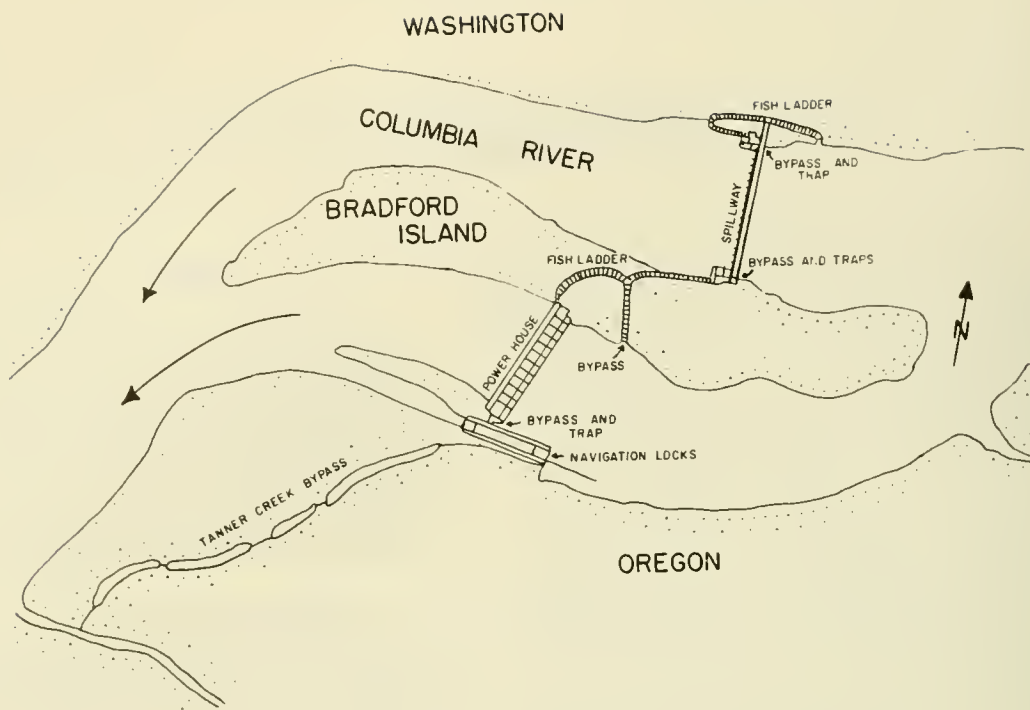 WASHINGTON
FISH LADDER
COLUMBIA RIVER
BYPASS AND
TRAP
BRADFORD
ISLAND
SPILLWAY
FISH LADDER
BYPASS AND TRAPS
N
POWER HOUSE
BYPASS
BYPASS AND
TRAP
NAVIGATION LOCKS
TANNER CREEK BYPASS
OREGON